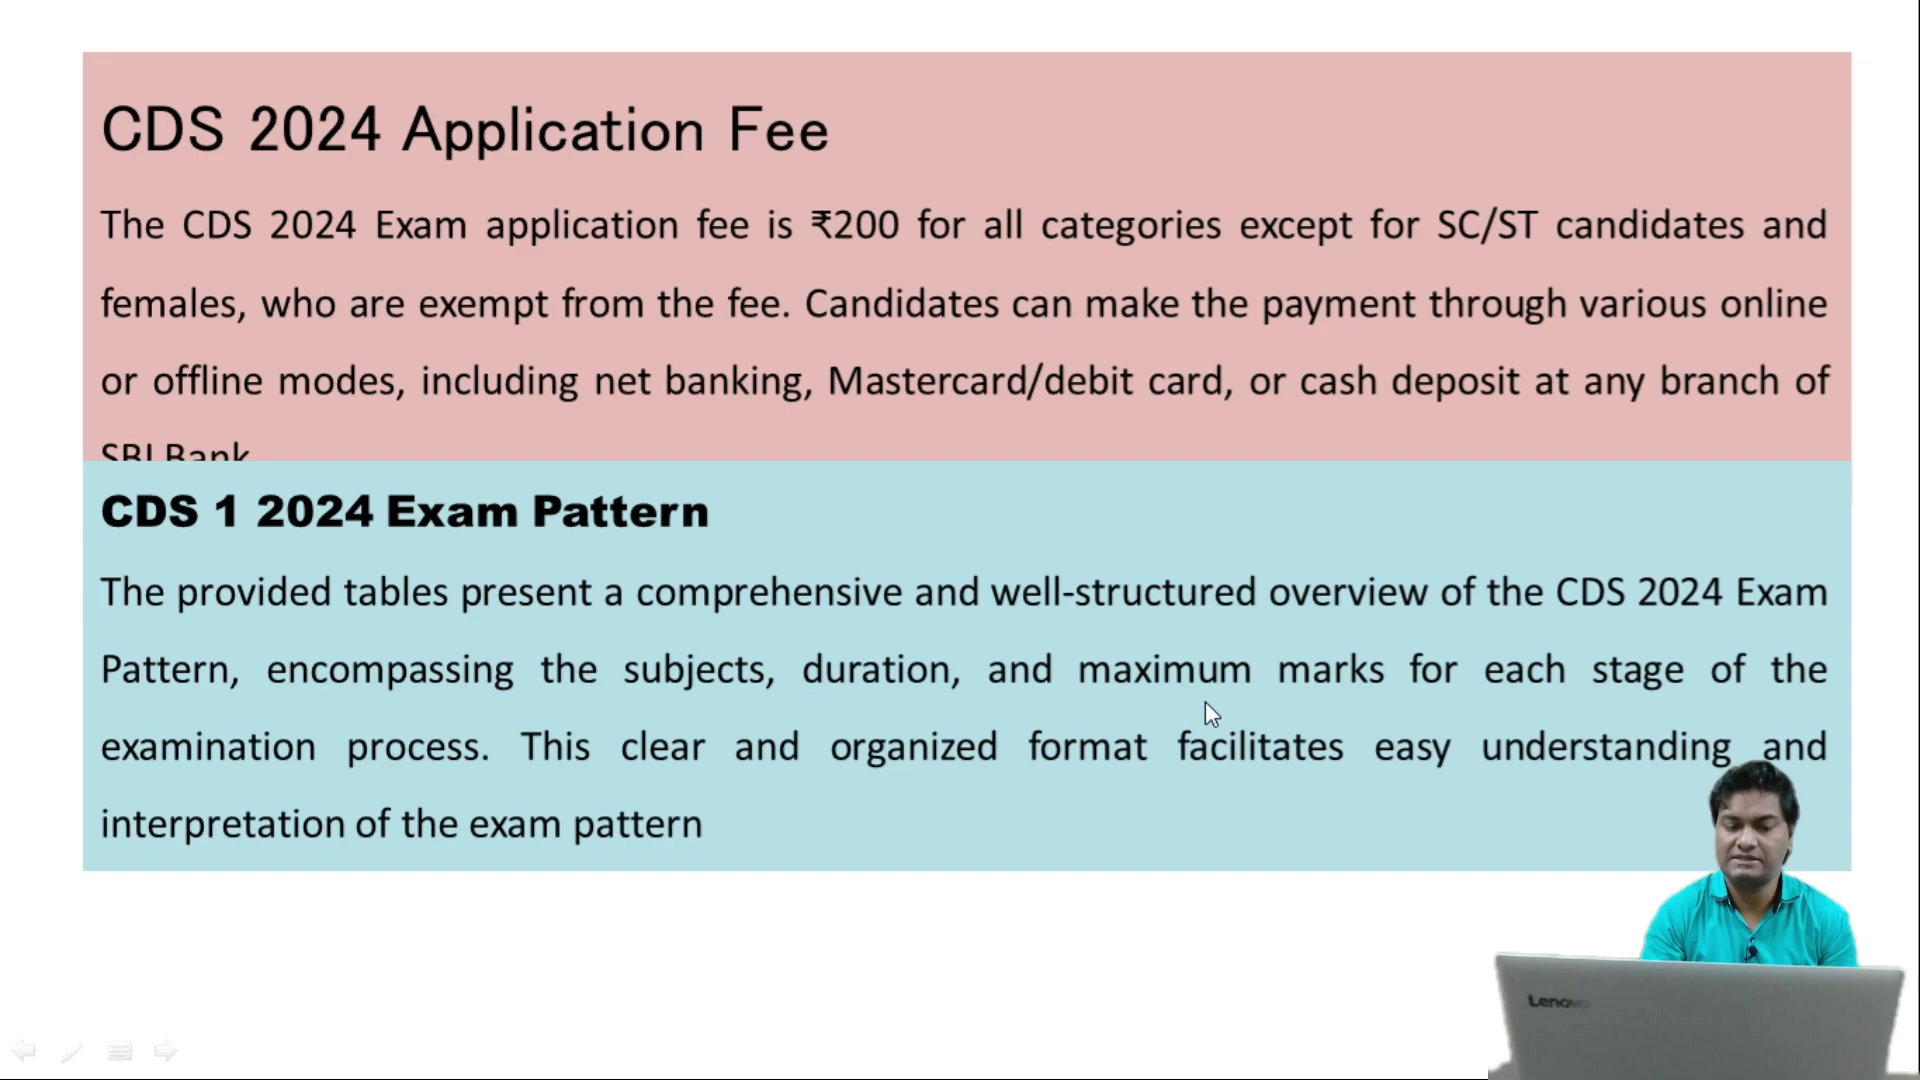 CDS 2024 Application Fee
The CDS 2024 Exam application fee is ₹200 for all categories except for SC/ST candidates and
females, who are exempt from the fee. Candidates can make the payment through various online
or offline modes, including net banking, Mastercard/debit card, or cash deposit at any branch of
SBI Bank
CDS 1 2024 Exam Pattern
The provided tables present a comprehensive and well-structured overview of the CDS 2024 Exam
Pattern, encompassing the subjects, duration, and maximum marks for each stage of the
examination process. This clear and organized format facilitates easy understanding and
interpretation of the exam pattern
Lenovo